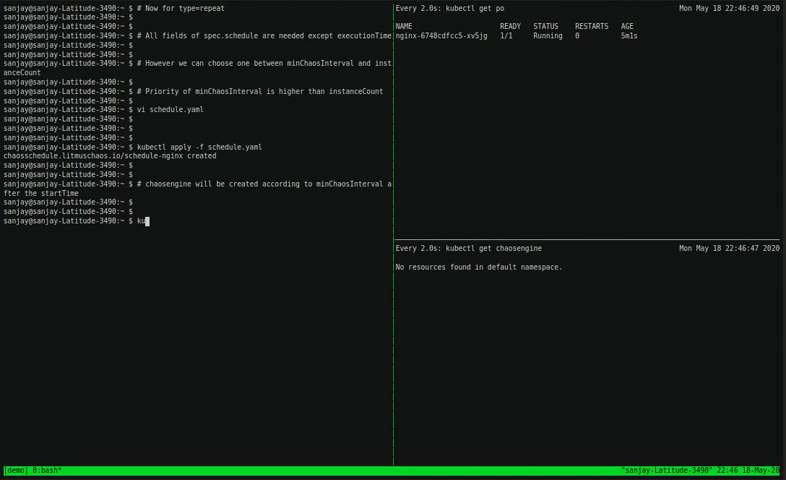 sanjay@sanjay-Latitude-3490:~ $ # Now for type=repeat
sanjay@sanjay-Latitude-3490:~ $
sanjay@sanjay-Latitude-3490:~ $
sanjay@sanjay-Latitude-3490:~ $ # All fields of spec.schedule are needed except executionTime
sanjay@sanjay-Latitude-3490:~ $
sanjay@sanjay-Latitude-3490:~ $
sanjay@sanjay-Latitude-3490:~ $ # However we can choose one between minChaosInterval and inst
anceCount
sanjay@sanjay-Latitude-3490:~ $
sanjay@sanjay-Latitude-3490:~ $ # Priority of minChaosInterval is higher than instanceCount
sanjay@sanjay-Latitude-3490:~ $
sanjay@sanjay-Latitude-3490:~ $ vi schedule.yaml
sanjay@sanjay-Latitude-3490:~ $
sanjay@sanjay-Latitude-3490:~ $
sanjay@sanjay-Latitude-3490:~ $
sanjay@sanjay-Latitude-3490:~ $ kubectl apply -f schedule.yaml
chaosschedule.litmuschaos.io/schedule-nginx created
sanjay@sanjay-Latitude-3490:~ $
sanjay@sanjay-Latitude-3490:~ $
sanjay@sanjay-Latitude-3490:~ $ # chaosengine will be created according to minChaosInterval a
fter the startTime
sanjay@sanjay-Latitude-3490:~ $
sanjay@sanjay-Latitude-3490:~ $
sanjay@sanjay-Latitude-3490:~ $ ku
Every 2.0s: kubectl get po Mon May 18 22:46:49 2020
NAME READY STATUS RESTARTS AGE
nginx-6748cdfcc5-xv5jg 1/1 Running 0 5m1s
Every 2.0s: kubectl get chaosengine Mon May 18 22:46:47 2020
No resources found in default namespace.
[demo] 0:bash* "sanjay-Latitude-3490" 22:46 18-May-20